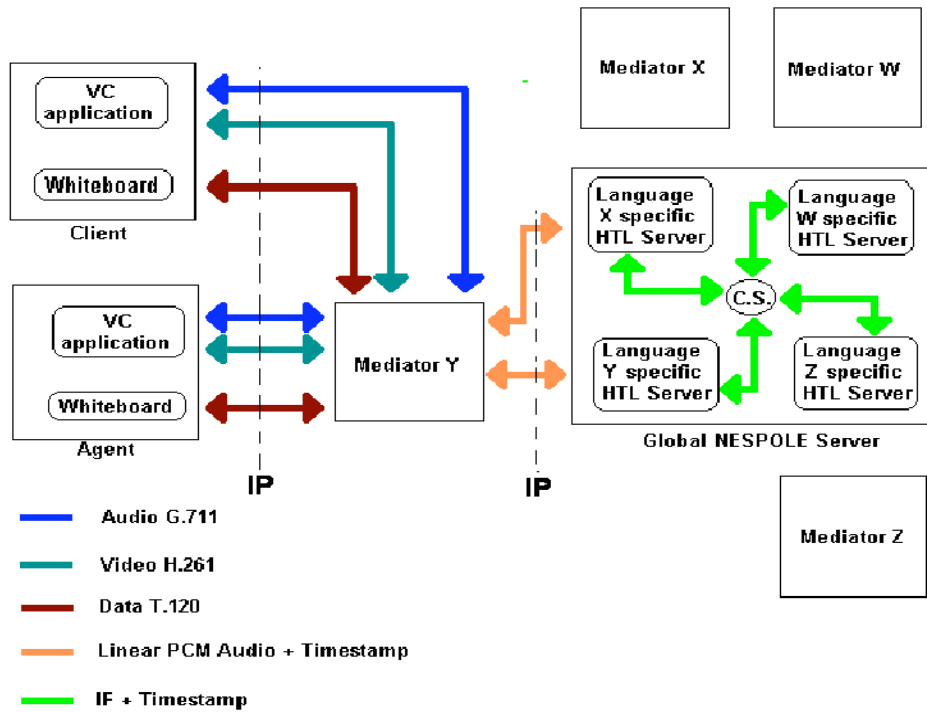 VC
application
Whiteboard
Client
VC
application
Whiteboard
Agent
IP
Mediator Y
IP
Mediator X
Mediator W
Language
X specific
HTL Server
Language
W specific
HTL Server
C.S.
Language
Y specific
HTL Server
Language
Z specific
HTL Server
Global NESPOLE Server
Mediator Z
Audio G.711
Video H.261
Data T.120
Linear PCM Audio + Timestamp
IF + Timestamp